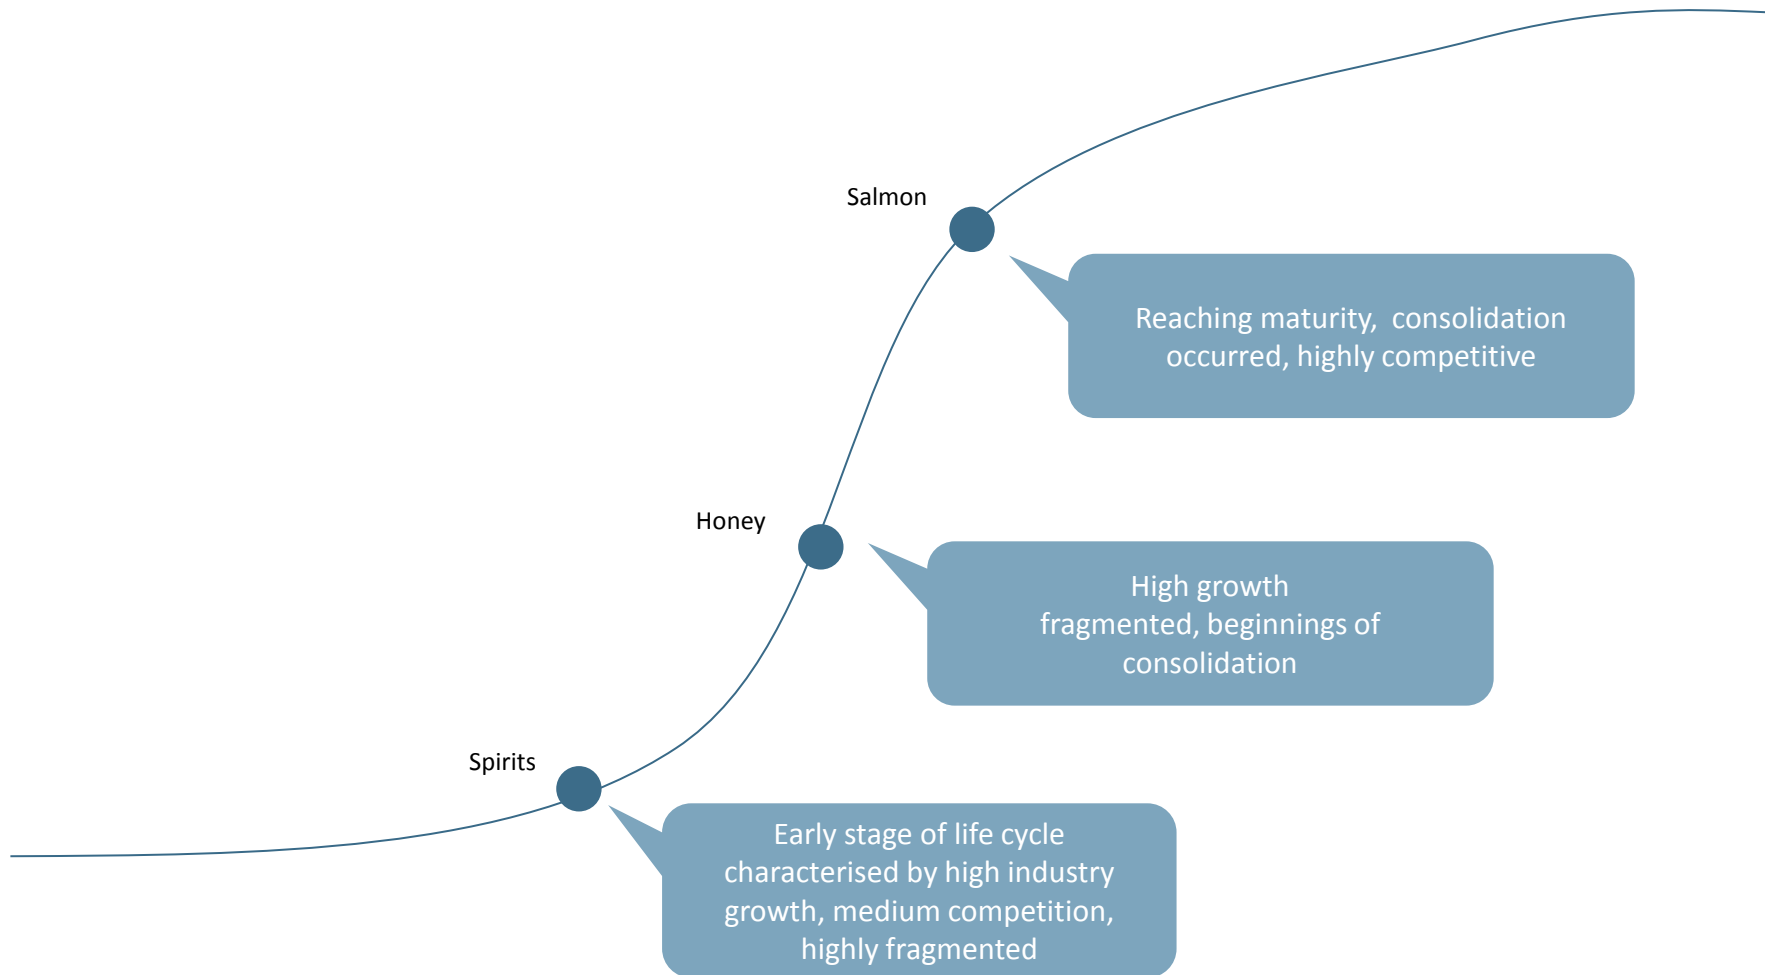 Salmon
Reaching maturity,  consolidation
occurred, highly competitive
Honey
High growth
fragmented, beginnings of
consolidation
Spirits
Early stage of life cycle
characterised by high industry
growth, medium competition,
highly fragmented